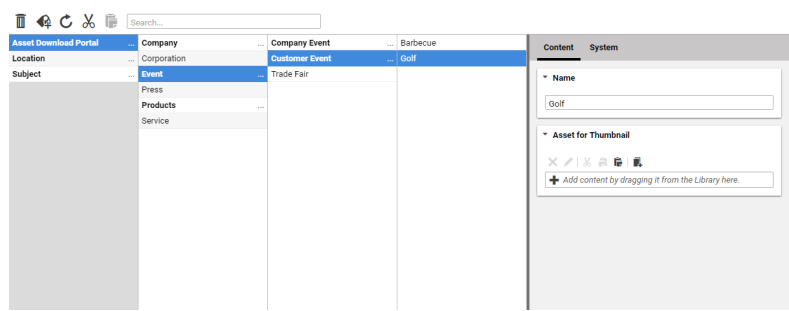 Search...
Asset Download Portal ...
Location ...
Subject ...
Company ...
Corporation
Event ...
Press
Products ...
Service
Company Event ...
Customer Event ...
Trade Fair
Barbecue
Golf
Content System
Name
Golf
Asset for Thumbnail
Add content by dragging it from the Library here.